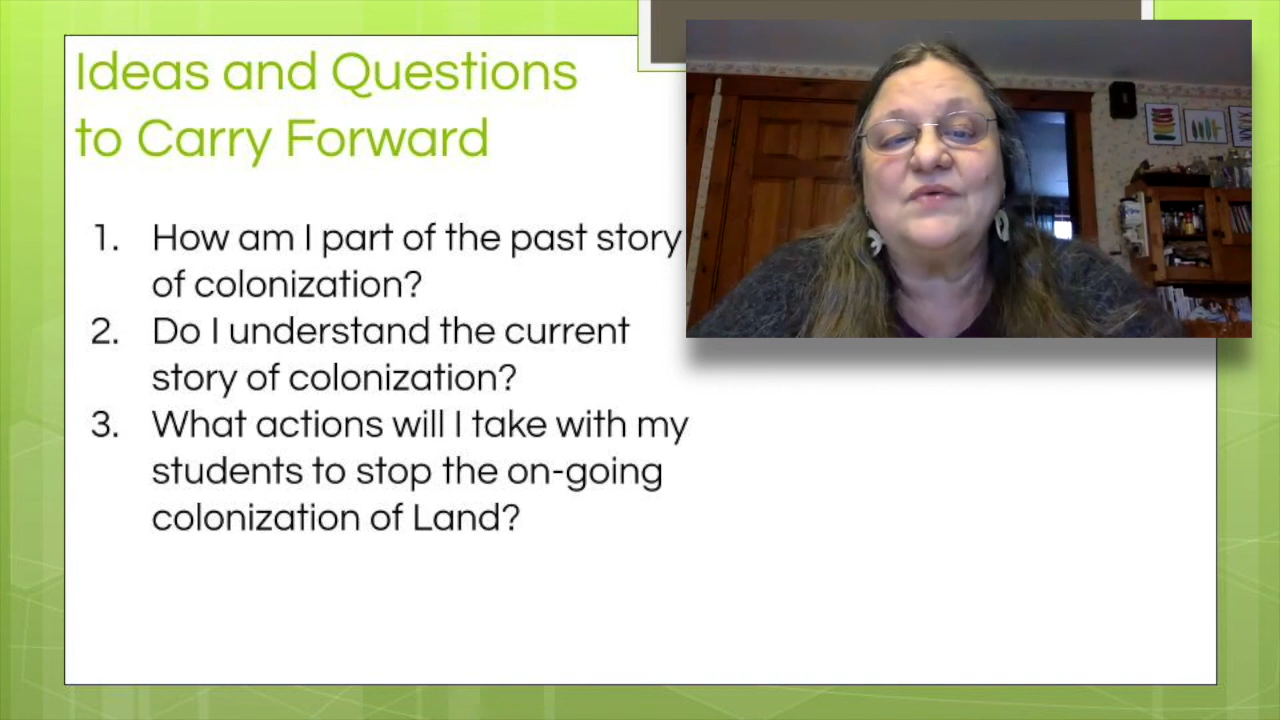 Ideas and Questions
to Carry Forward
1. How am I part of the past story
of colonization?
2. Do I understand the current
story of colonization?
3. What actions will I take with my
students to stop the on-going
colonization of Land?